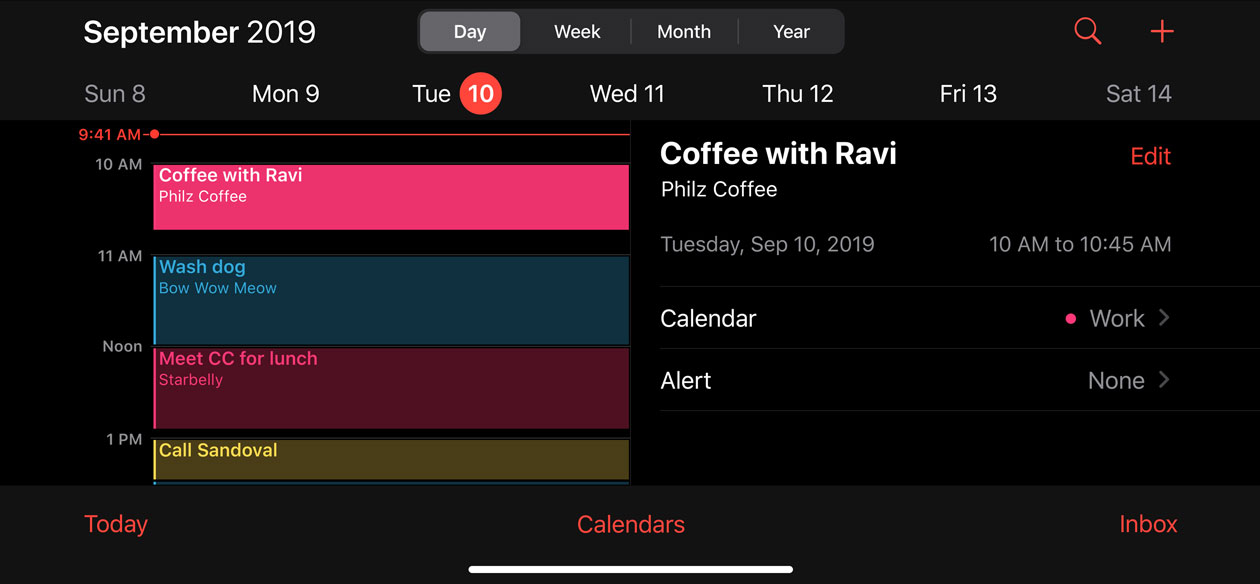 September 2019
Day Week Month Year
Sun 8 Mon 9 Tue 10 Wed 11 Thu 12 Fri 13 Sat 14
9:41 AM
10 AM
Coffee with Ravi
Philz Coffee
11 AM
Wash dog
Bow Wow Meow
Noon
Meet CC for lunch
Starbelly
1 PM
Call Sandoval
Coffee with Ravi
Edit
Philz Coffee
Tuesday, Sep 10, 2019 10 AM to 10:45 AM
Calendar Work
Alert None
Today Calendars Inbox